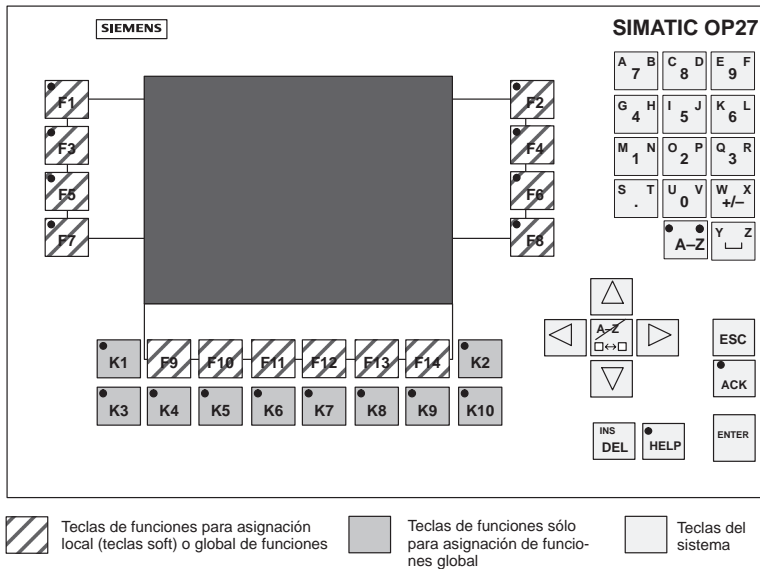 SIEMENS
SIMATIC OP27
F1
F3
F5
F7
F2
F4
F6
F8
A 7 B
C 8 D
E 9 F
G 4 H
I 5 J
K 6 L
M 1 N
O 2 P
Q 3 R
S . T
U 0 V
W +/– X
A–Z
Y Z
A–Z
ESC
ACK
INS
DEL
HELP
ENTER
K1 F9 F10 F11 F12 F13 F14 K2
K3 K4 K5 K6 K7 K8 K9 K10
Teclas de funciones para asignación
local (teclas soft) o global de funciones
Teclas de funciones sólo
para asignación de funcio-
nes global
Teclas del
sistema